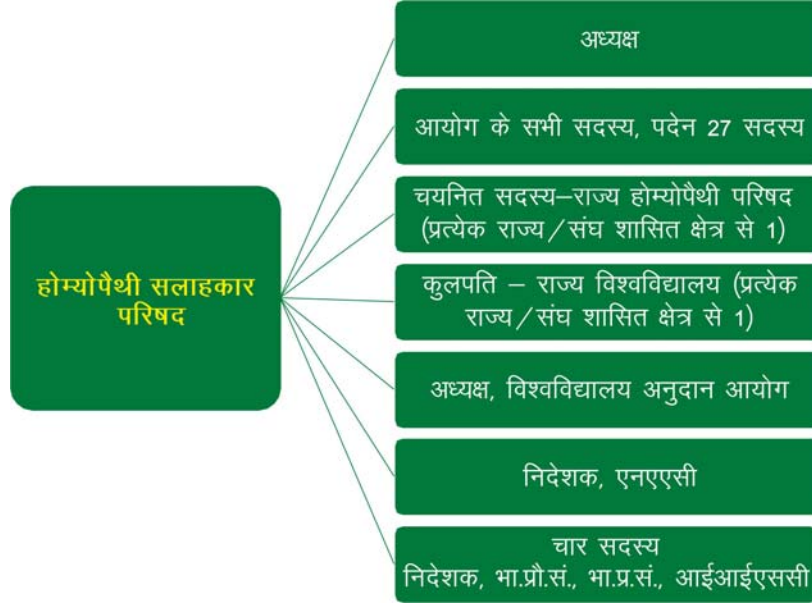 होम्योपैथी सलाहकार
परिषद
अध्यक्ष
आयोग के सभी सदस्य, पदेन 27 सदस्य
चयनित सदस्य–राज्य होम्योपैथी परिषद
(प्रत्येक राज्य/संघ शासित क्षेत्र से 1)
कुलपति – राज्य विश्वविद्यालय (प्रत्येक
राज्य/संघ शासित क्षेत्र से 1)
अध्यक्ष, विश्वविद्यालय अनुदान आयोग
निदेशक, एनएएसी
चार सदस्य
निदेशक, भा.प्रौ.सं., भा.प्र.सं., आईआईएससी